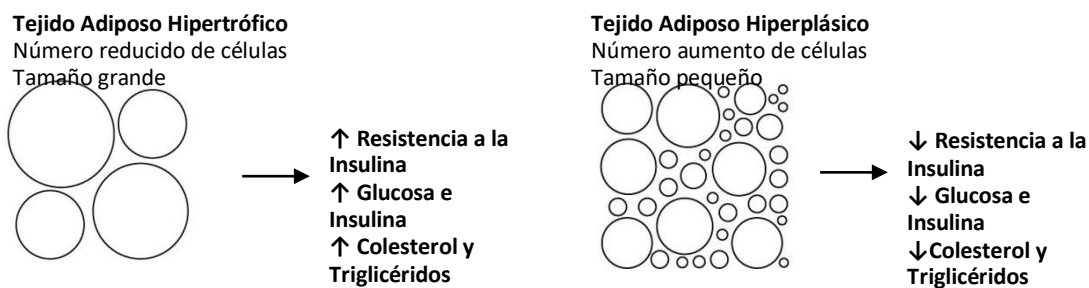 Tejido Adiposo Hipertrófico
Número reducido de células
Tamaño grande
↑ Resistencia a la
Insulina
↑ Glucosa e
Insulina
↑ Colesterol y
Triglicéridos
Tejido Adiposo Hiperplásico
Número aumento de células
Tamaño pequeño
↓ Resistencia a la
Insulina
↓ Glucosa e
Insulina
↓Colesterol y
Triglicéridos